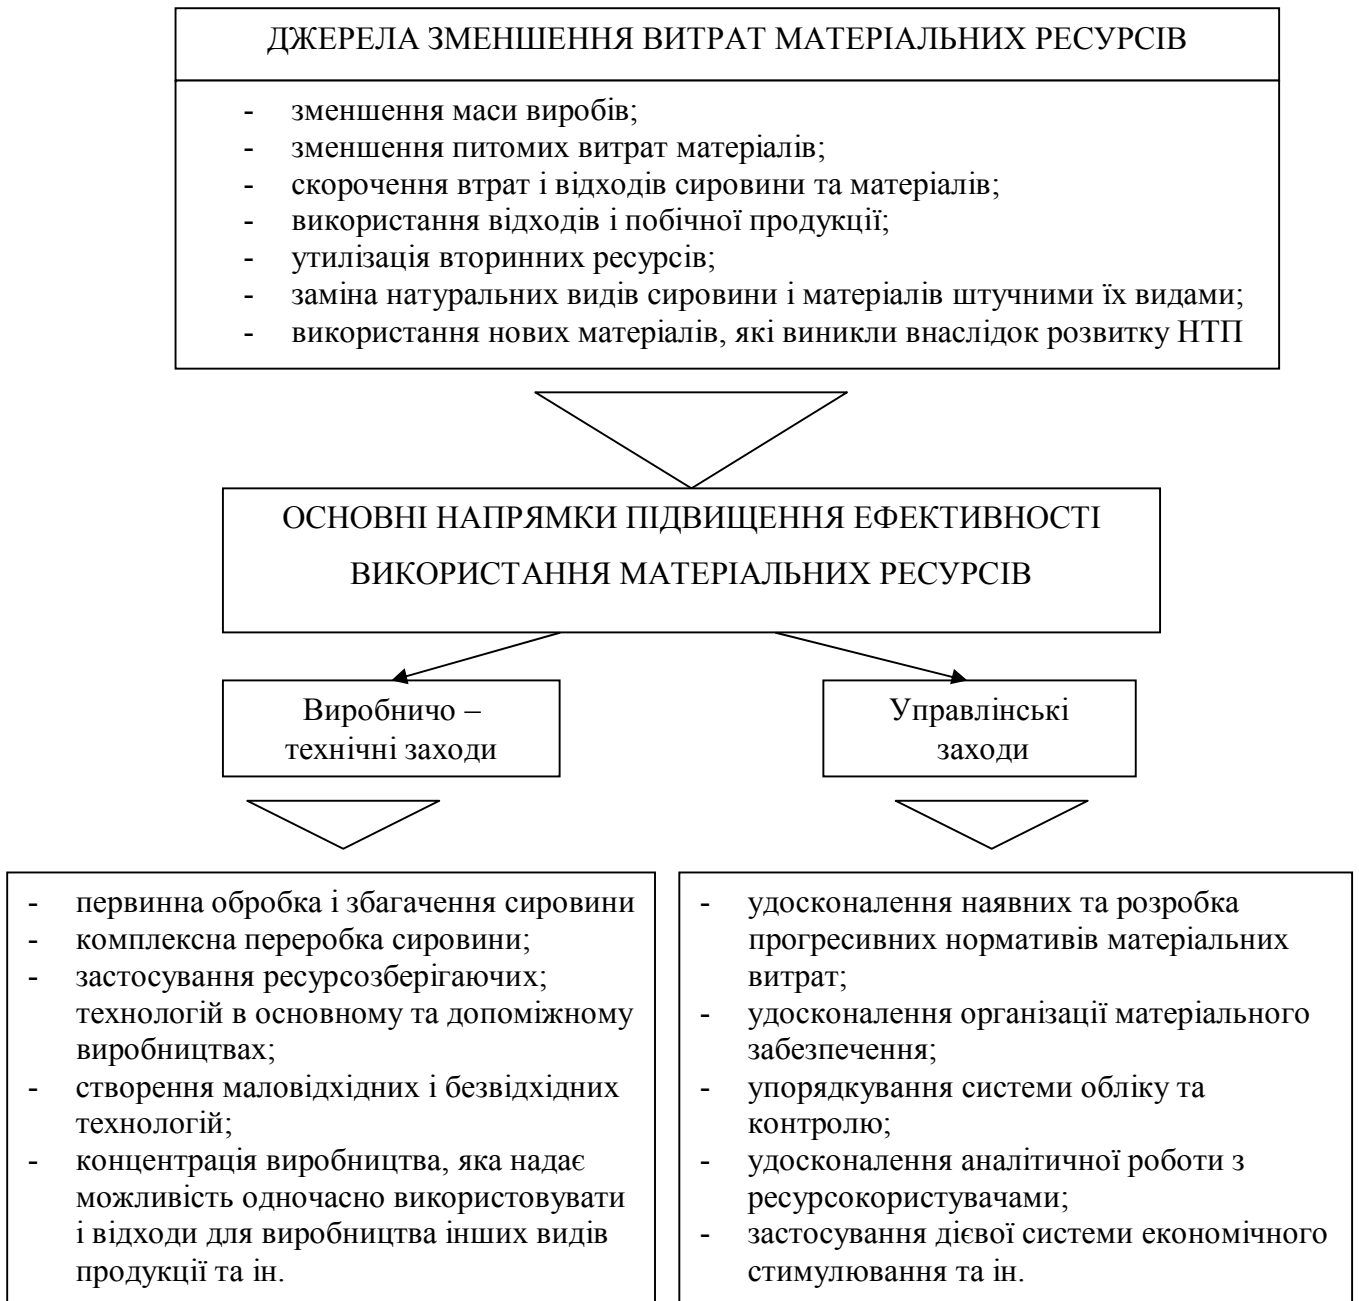 ДЖЕРЕЛА ЗМЕНШЕННЯ ВИТРАТ МАТЕРІАЛЬНИХ РЕСУРСІВ
- зменшення маси виробів;
- зменшення питомих витрат матеріалів;
- скорочення втрат і відходів сировини та матеріалів;
- використання відходів і побічної продукції;
- утилізація вторинних ресурсів;
- заміна натуральних видів сировини і матеріалів штучними їх видами;
- використання нових матеріалів, які виникли внаслідок розвитку НТП
ОСНОВНІ НАПРЯМКИ ПІДВИЩЕННЯ ЕФЕКТИВНОСТІ
ВИКОРИСТАННЯ МАТЕРІАЛЬНИХ РЕСУРСІВ
Виробничо –
технічні заходи
Управлінські
заходи
- первинна обробка і збагачення сировини
- комплексна переробка сировини;
- застосування ресурсозберігаючих;
технологій в основному та допоміжному
виробництвах;
- створення маловідхідних і безвідхідних
технологій;
- концентрація виробництва, яка надає
можливість одночасно використовувати
і відходи для виробництва інших видів
продукції та ін.
- удосконалення наявних та розробка
прогресивних нормативів матеріальних
витрат;
- удосконалення організації матеріального
забезпечення;
- упорядкування системи обліку та
контролю;
- удосконалення аналітичної роботи з
ресурсокористувачами;
- застосування дієвої системи економічного
стимулювання та ін.